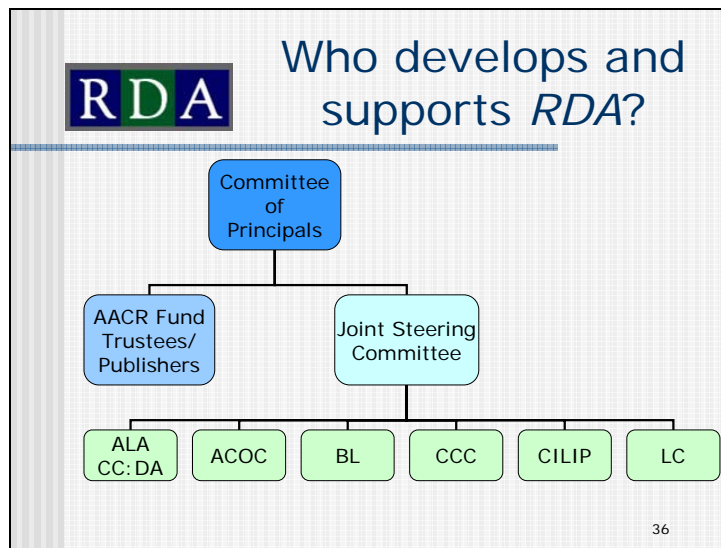 RDA
Who develops and
supports RDA?
Committee
of
Principals
AACR Fund
Trustees/
Publishers
Joint Steering
Committee
ALA
CC:DA
ACOC
BL
CCC
CILIP
LC
36